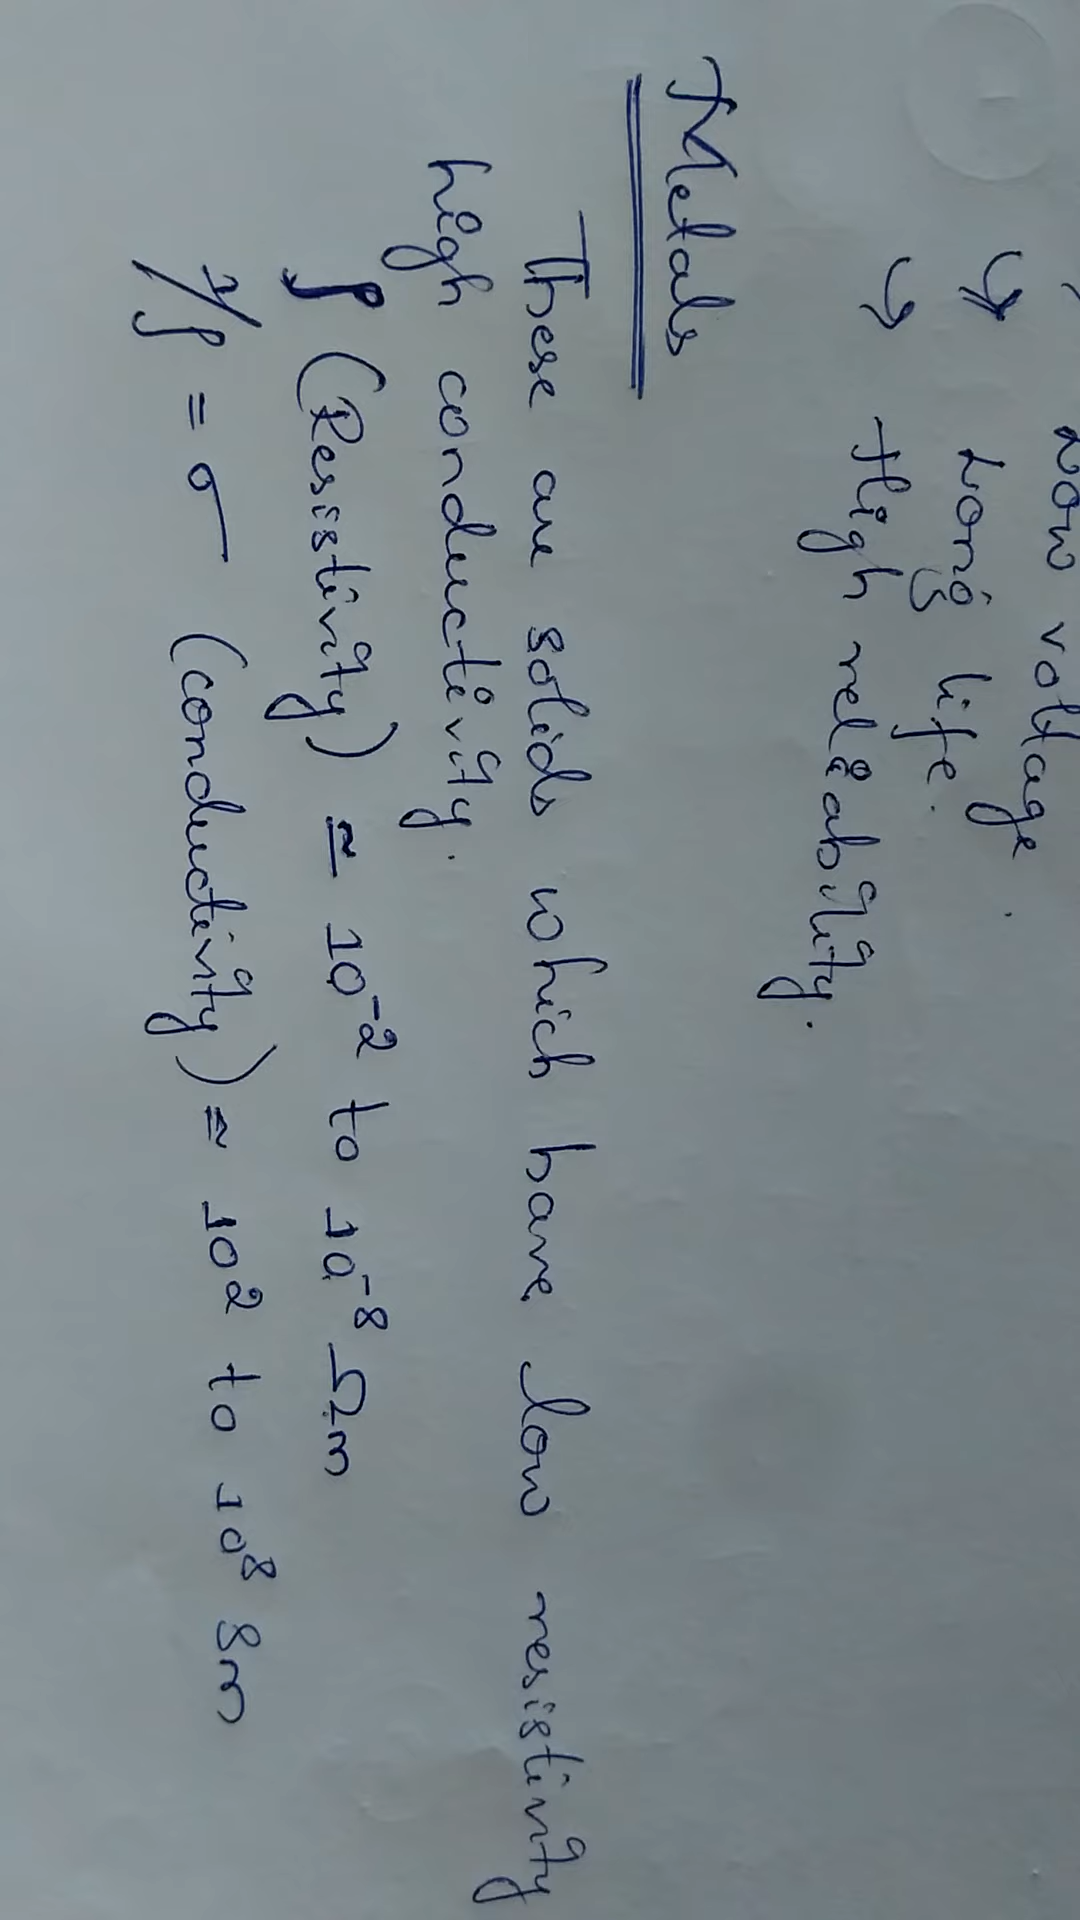 Low voltage.
↳ Long life.
↳ High reliability.
Metals
These are solids which have low resistivity
high conductivity.
ρ (Resistivity) ≃ 10⁻² to 10⁻⁸ Ωm
1/ρ = σ (conductivity) ≃ 10² to 10⁸ Sm